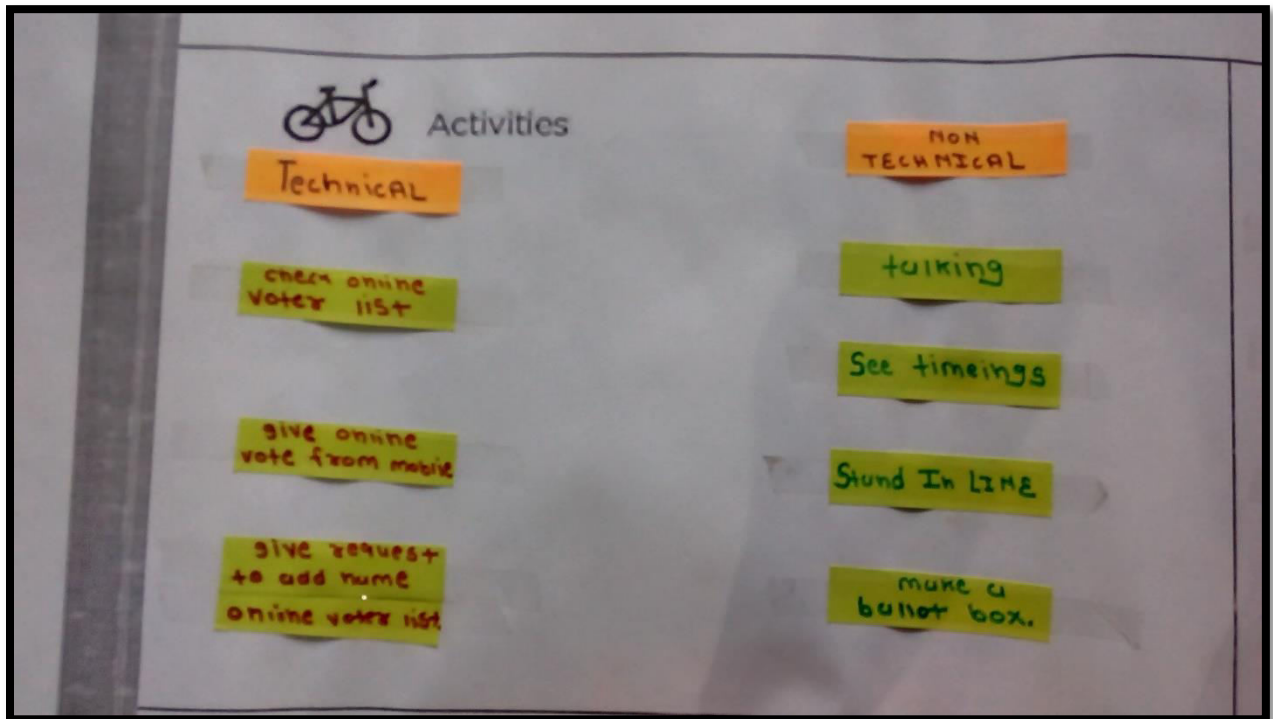 Activities
Technical
check online
voter list
give online
vote from mobile
give request
to add name
online voter list
NON
TECHNICAL
talking
See timeings
Stand In LINE
make a
ballot box.